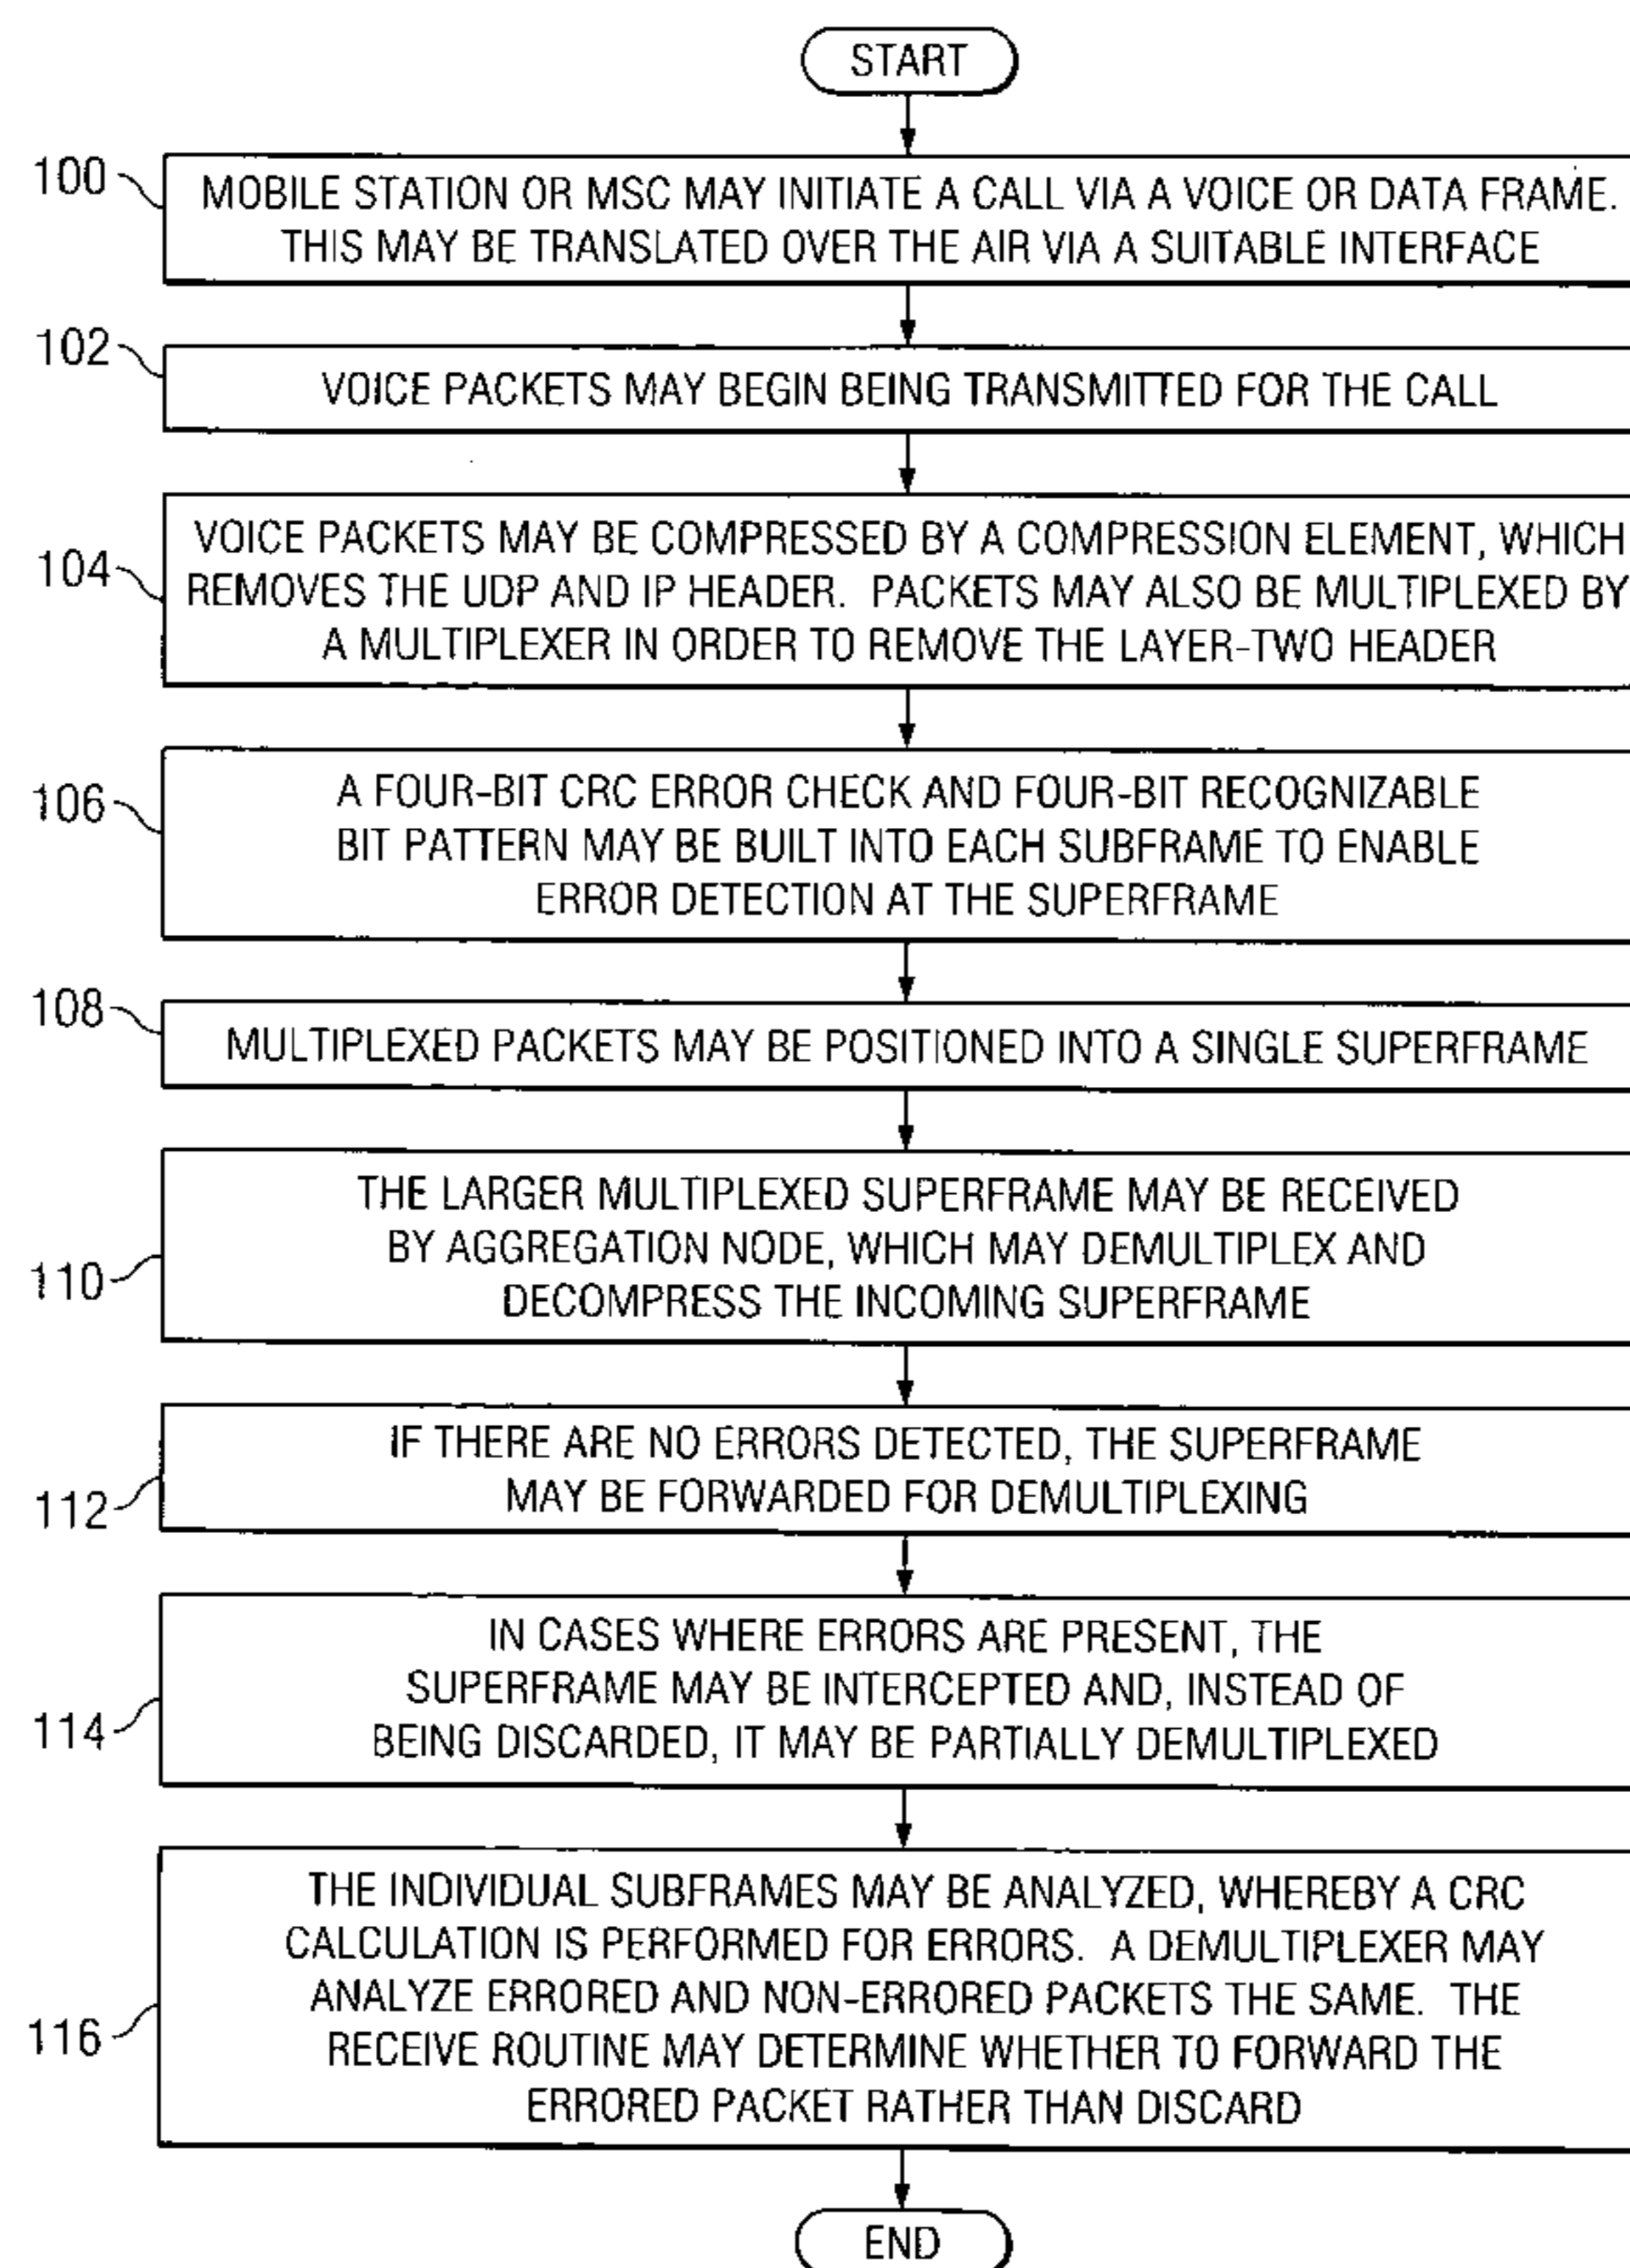 START
100
MOBILE STATION OR MSC MAY INITIATE A CALL VIA A VOICE OR DATA FRAME.
THIS MAY BE TRANSLATED OVER THE AIR VIA A SUITABLE INTERFACE
102
VOICE PACKETS MAY BEGIN BEING TRANSMITTED FOR THE CALL
104
VOICE PACKETS MAY BE COMPRESSED BY A COMPRESSION ELEMENT, WHICH
REMOVES THE UDP AND IP HEADER. PACKETS MAY ALSO BE MULTIPLEXED BY
A MULTIPLEXER IN ORDER TO REMOVE THE LAYER-TWO HEADER
106
A FOUR-BIT CRC ERROR CHECK AND FOUR-BIT RECOGNIZABLE
BIT PATTERN MAY BE BUILT INTO EACH SUBFRAME TO ENABLE
ERROR DETECTION AT THE SUPERFRAME
108
MULTIPLEXED PACKETS MAY BE POSITIONED INTO A SINGLE SUPERFRAME
110
THE LARGER MULTIPLEXED SUPERFRAME MAY BE RECEIVED
BY AGGREGATION NODE, WHICH MAY DEMULTIPLEX AND
DECOMPRESS THE INCOMING SUPERFRAME
112
IF THERE ARE NO ERRORS DETECTED, THE SUPERFRAME
MAY BE FORWARDED FOR DEMULTIPLEXING
114
IN CASES WHERE ERRORS ARE PRESENT, THE
SUPERFRAME MAY BE INTERCEPTED AND, INSTEAD OF
BEING DISCARDED, IT MAY BE PARTIALLY DEMULTIPLEXED
116
THE INDIVIDUAL SUBFRAMES MAY BE ANALYZED, WHEREBY A CRC
CALCULATION IS PERFORMED FOR ERRORS. A DEMULTIPLEXER MAY
ANALYZE ERRORED AND NON-ERRORED PACKETS THE SAME. THE
RECEIVE ROUTINE MAY DETERMINE WHETHER TO FORWARD THE
ERRORED PACKET RATHER THAN DISCARD
END